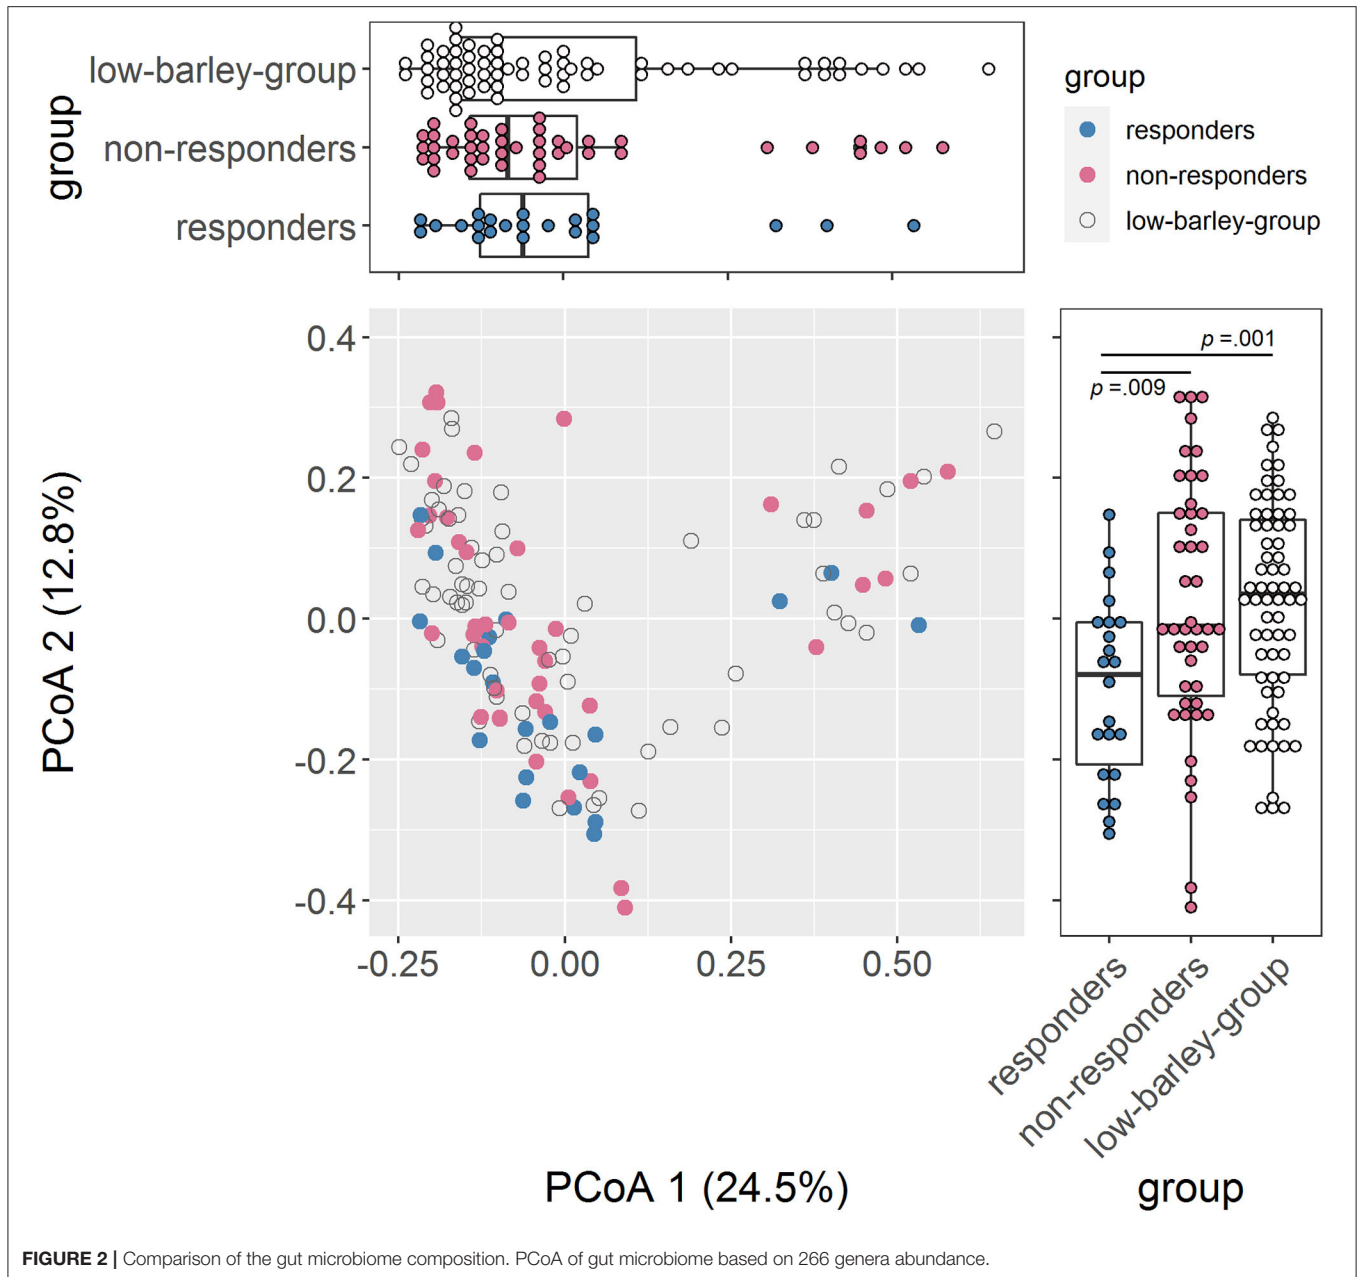 group
low-barley-group
non-responders
responders
group
responders
non-responders
low-barley-group
PCoA 2 (12.8%)
0.4
0.2
0.0
-0.2
-0.4
-0.25
0.00
0.25
0.50
PCoA 1 (24.5%)
p =.001
p =.009
responders
non-responders
low-barley-group
group
FIGURE 2 | Comparison of the gut microbiome composition. PCoA of gut microbiome based on 266 genera abundance.